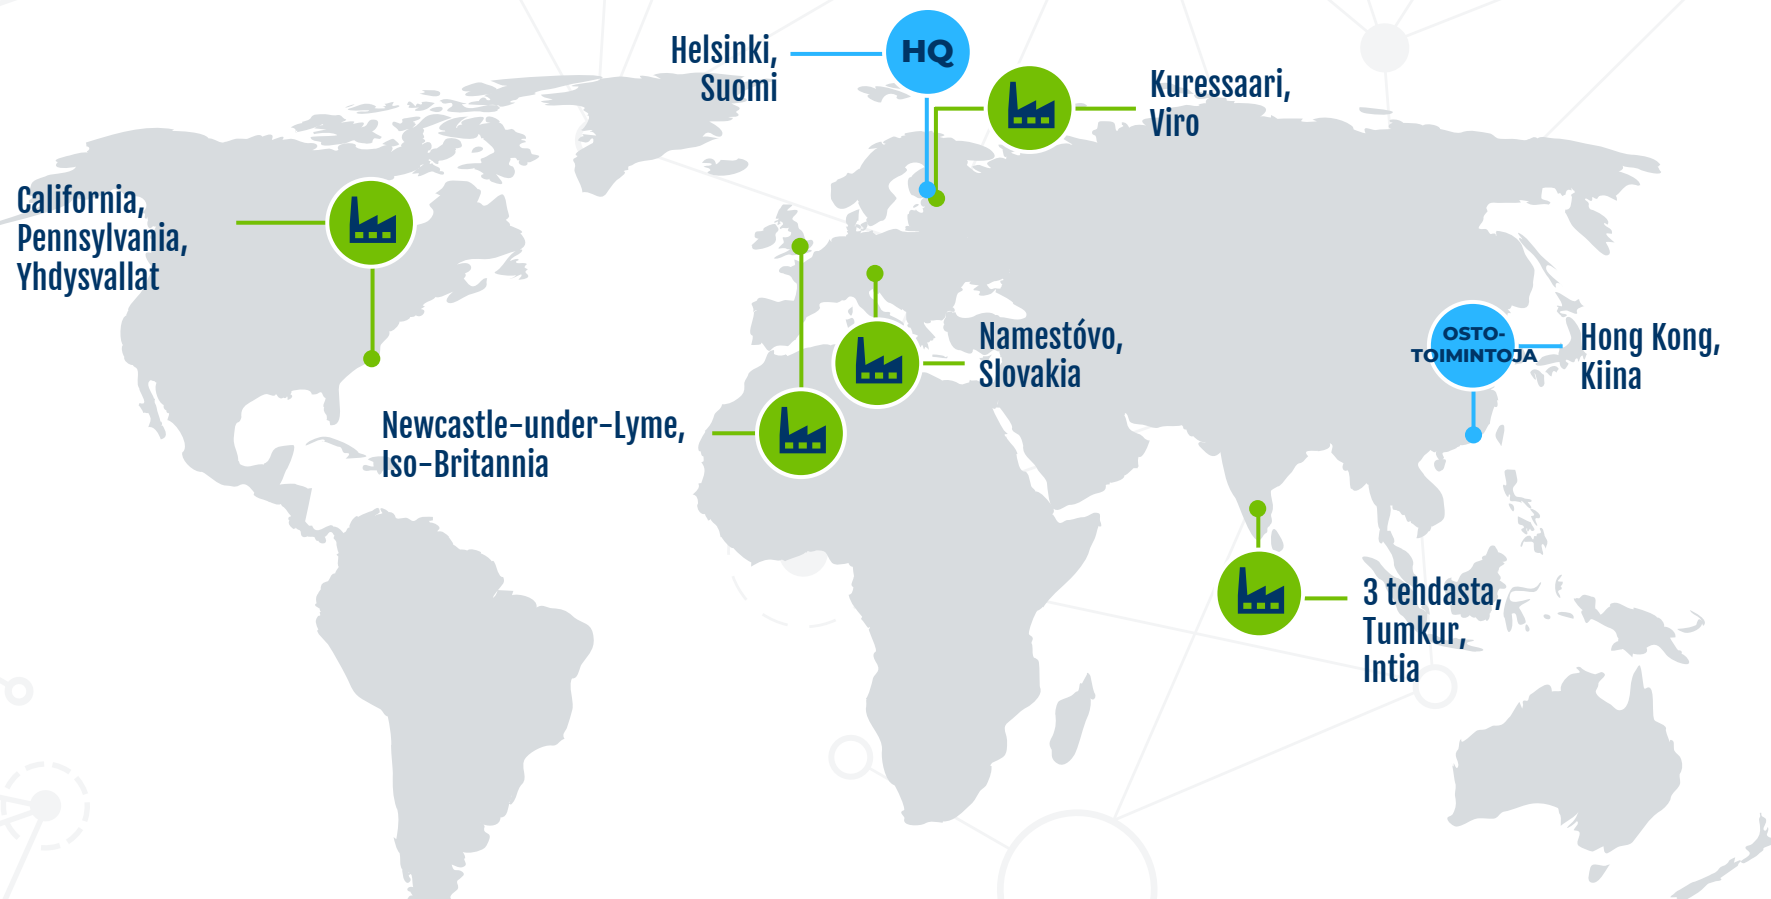 Helsinki,
Suomi
HQ
Kuressaari,
Viro
California,
Pennsylvania,
Yhdysvallat
Namestóvo,
Slovakia
OSTO-
TOIMINTOJA
Hong Kong,
Kiina
Newcastle-under-Lyme,
Iso-Britannia
3 tehdasta,
Tumkur,
Intia